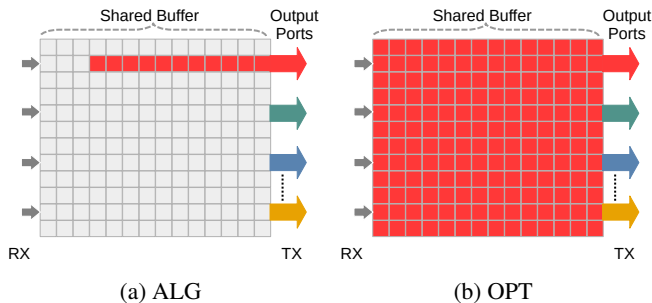 Shared Buffer
Output
Ports
RX
TX
(a) ALG
Shared Buffer
Output
Ports
RX
TX
(b) OPT